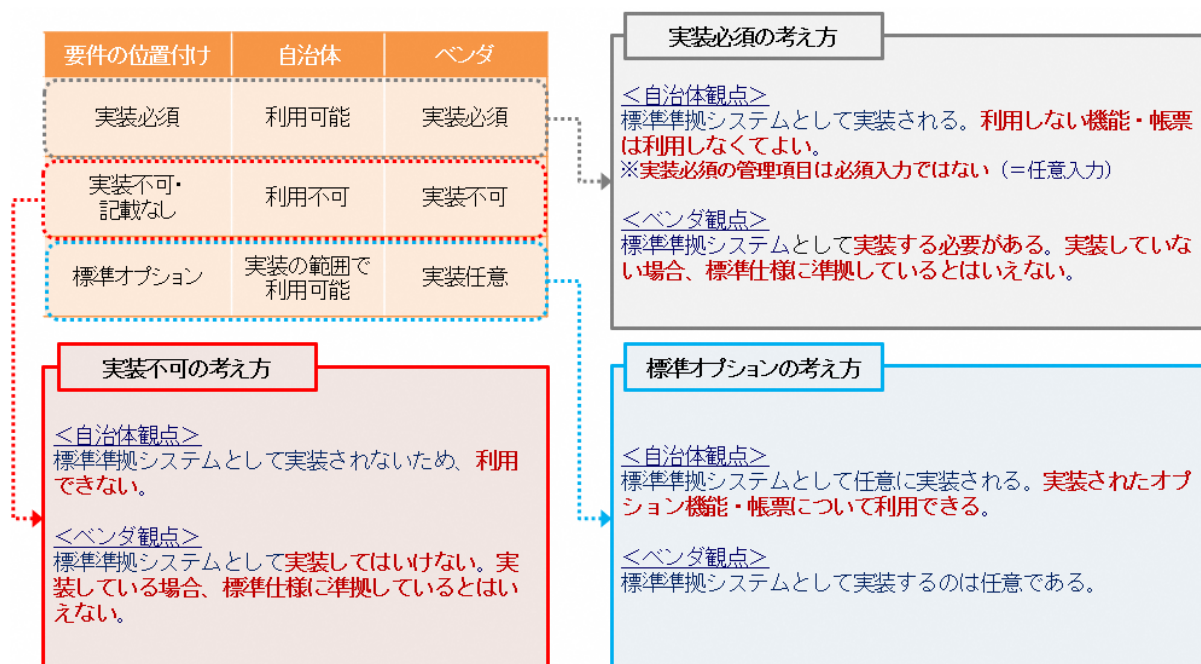 要件の位置付け 自治体 ベンダ
実装必須 利用可能 実装必須
実装不可・
記載なし
利用不可 実装不可
標準オプション
実装の範囲で
利用可能
実装任意
実装必須の考え方
＜自治体観点＞
標準準拠システムとして実装される。利用しない機能・帳票
は利用しなくてよい。
※実装必須の管理項目は必須入力ではない（＝任意入力）
＜ベンダ観点＞
標準準拠システムとして実装する必要がある。実装していな
い場合、標準仕様に準拠しているとはいえない。
実装不可の考え方
＜自治体観点＞
標準準拠システムとして実装されないため、利用
できない。
＜ベンダ観点＞
標準準拠システムとして実装してはいけない。実
装している場合、標準仕様に準拠しているとはい
えない。
標準オプションの考え方
＜自治体観点＞
標準準拠システムとして任意に実装される。実装されたオプ
ション機能・帳票について利用できる。
＜ベンダ観点＞
標準準拠システムとして実装するのは任意である。